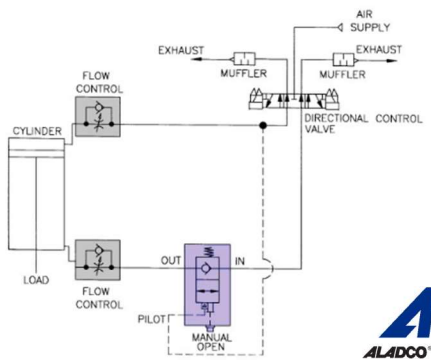 AIR
SUPPLY
EXHAUST
EXHAUST
MUFFLER
MUFFLER
FLOW
CONTROL
DIRECTIONAL CONTROL
VALVE
CYLINDER
OUT
IN
LOAD
FLOW
CONTROL
PILOT
MANUAL
OPEN
ALADCO